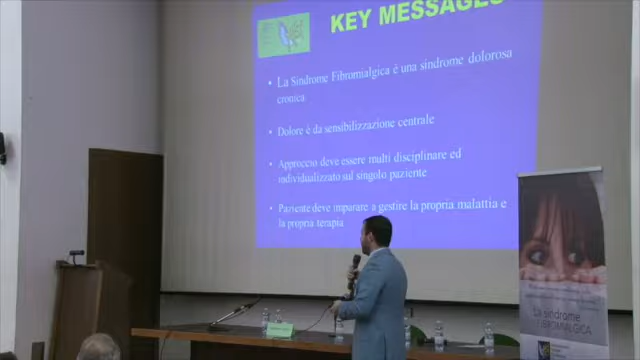 KEY MESSAGES
• La Sindrome Fibromialgica è una sindrome dolorosa
cronica
• Dolore è da sensibilizzazione centrale
• Approccio deve essere multi disciplinare ed
individualizzato sul singolo paziente
• Paziente deve imparare a gestire la propria malattia e
la propria terapia
La sindrome
FIBROMIALGICA